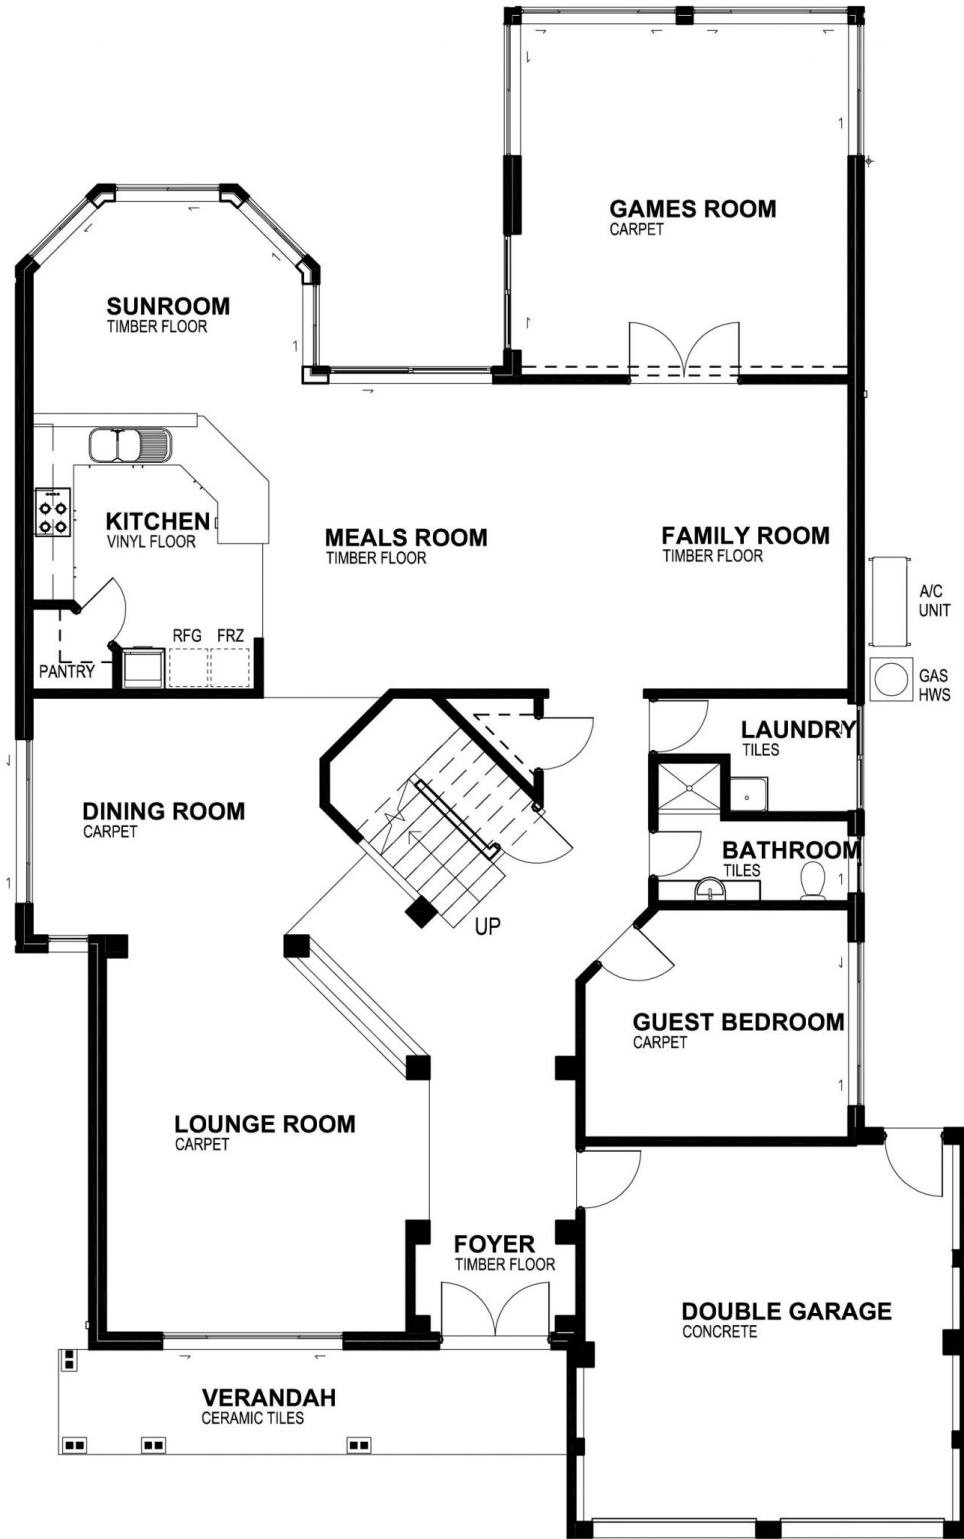 GAMES ROOM
CARPET
SUNROOM
TIMBER FLOOR
KITCHEN
VINYL FLOOR
MEALS ROOM
TIMBER FLOOR
FAMILY ROOM
TIMBER FLOOR
A/C
UNIT
RFG FRZ
PANTRY
GAS
HWS
LAUNDRY
TILES
DINING ROOM
CARPET
BATHROOM
TILES
UP
GUEST BEDROOM
CARPET
LOUNGE ROOM
CARPET
FOYER
TIMBER FLOOR
DOUBLE GARAGE
CONCRETE
VERANDAH
CERAMIC TILES